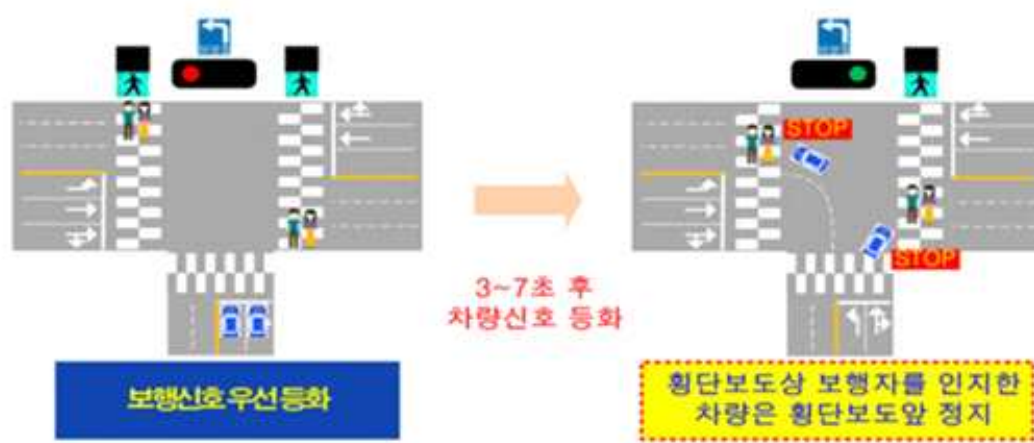 STOP
STOP
3~7초 후
차량신호 등화
보행신호 우선 등화
횡단보도상 보행자를 인지한
차량은 횡단보도앞 정지